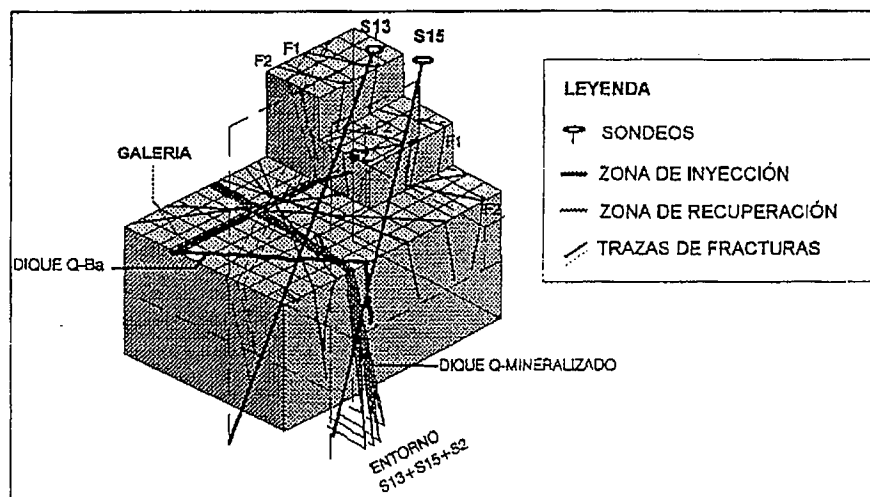 S13
S15
F1
F2
GALERIA
F1
F2
DIQUE Q-Ba
DIQUE Q-MINERALIZADO
ENTORNO
S13+S15+S2
LEYENDA
SONDEOS
ZONA DE INYECCIÓN
ZONA DE RECUPERACIÓN
TRAZAS DE FRACTURAS